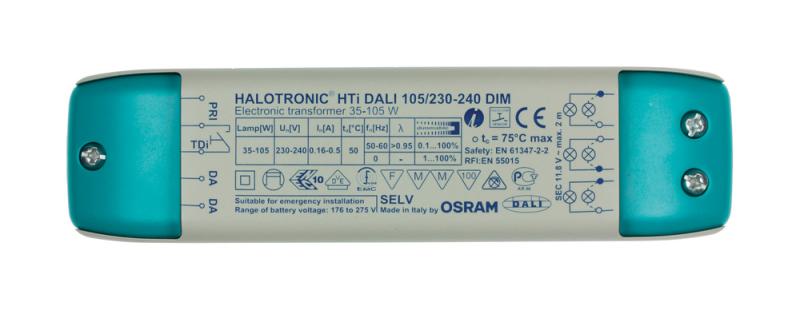 PRI
TDi
DA
DA
HALOTRONIC® HTi DALI 105/230-240 DIM
Electronic transformer 35-105 W
Lamp[W] Uₙ[V] Iₙ[A] tₐ[°C] fₙ[Hz] λ
35-105 230-240 0.16-0.5 50 50-60 >0.95 0.1...100%
0 - 1...100%
tc = 75°C max
Safety: EN 61347-2-2
RFI:EN 55015
10 EMC F M M 100
Suitable for emergency installation SELV
Range of battery voltage: 176 to 275 V Made in Italy by OSRAM DALI
SEC 11.8 V ~ max. 2 m